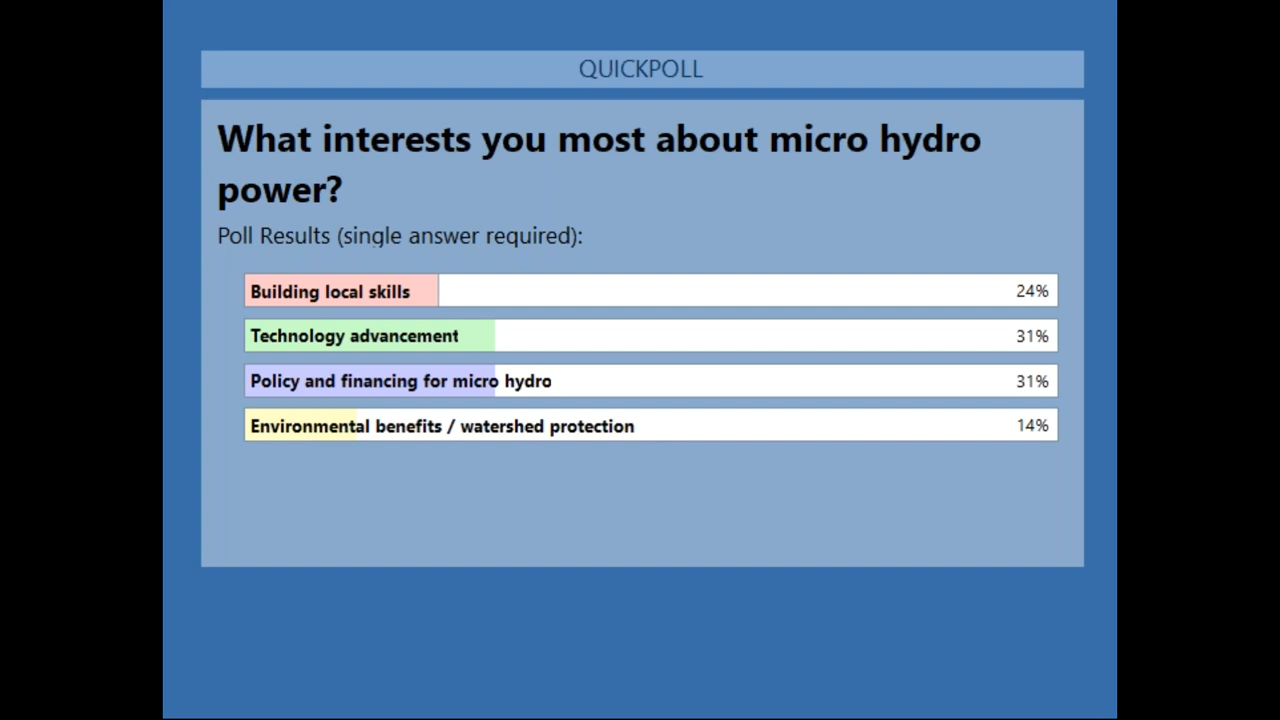 QUICKPOLL
What interests you most about micro hydro
power?
Poll Results (single answer required):
Building local skills 24%
Technology advancement 31%
Policy and financing for micro hydro 31%
Environmental benefits / watershed protection 14%